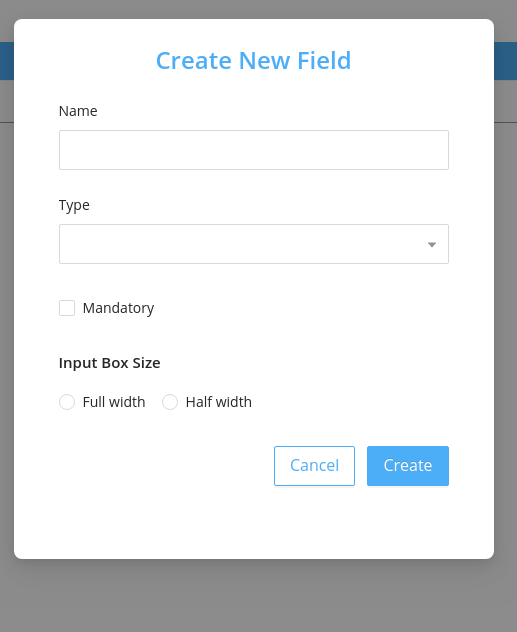 Create New Field
Name
Type
Mandatory
Input Box Size
Full width Half width
Cancel Create